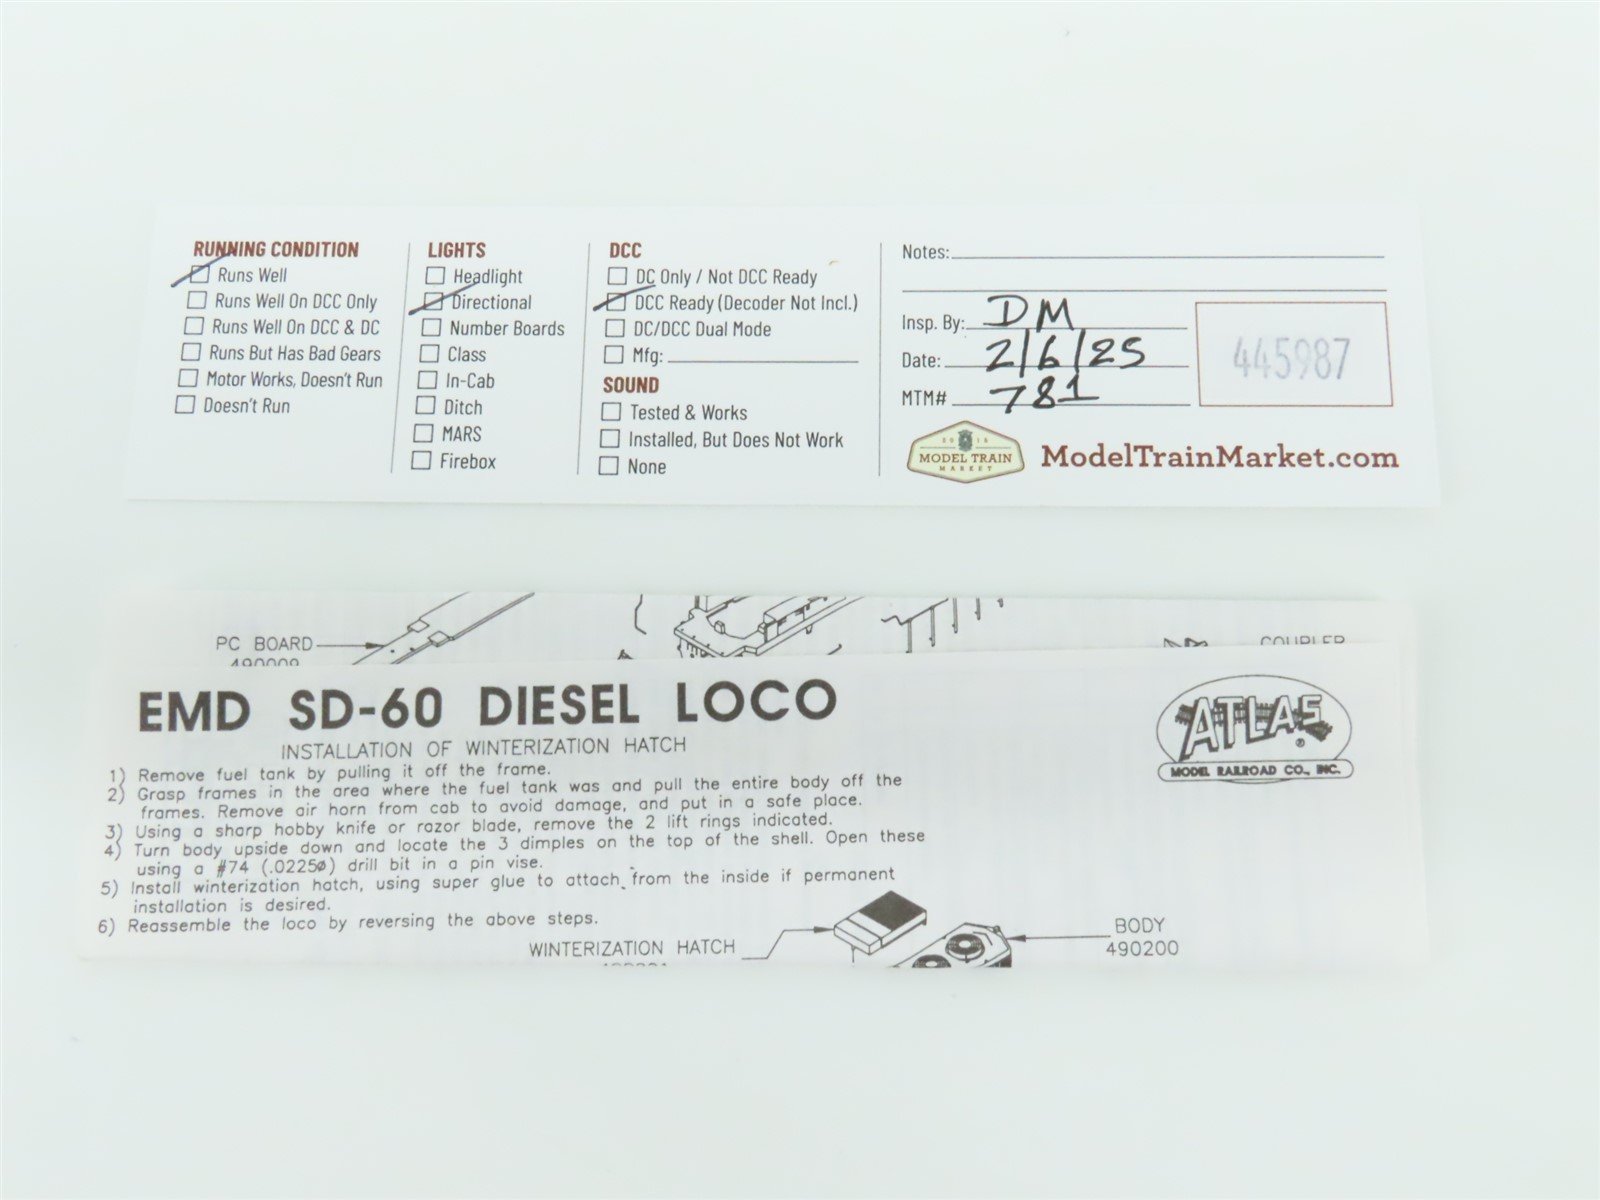 RUNNING CONDITION
Runs Well
Runs Well On DCC Only
Runs Well On DCC & DC
Runs But Has Bad Gears
Motor Works, Doesn't Run
Doesn't Run
LIGHTS
Headlight
Directional
Number Boards
Class
In-Cab
Ditch
MARS
Firebox
DCC
DC Only / Not DCC Ready
DCC Ready (Decoder Not Incl.)
DC/DCC Dual Mode
Mfg:
SOUND
Tested & Works
Installed, But Does Not Work
None
Notes:
Insp. By: DM
Date: 2/6/25
MTM# 781
445987
2018
MODEL TRAIN
MARKET
ModelTrainMarket.com
PC BOARD
490009
COUPLER
EMD SD-60 DIESEL LOCO
INSTALLATION OF WINTERIZATION HATCH
1) Remove fuel tank by pulling it off the frame.
2) Grasp frames in the area where the fuel tank was and pull the entire body off the
frames. Remove air horn from cab to avoid damage, and put in a safe place.
3) Using a sharp hobby knife or razor blade, remove the 2 lift rings indicated.
4) Turn body upside down and locate the 3 dimples on the top of the shell. Open these
using a #74 (.0225ø) drill bit in a pin vise.
5) Install winterization hatch, using super glue to attach from the inside if permanent
installation is desired.
6) Reassemble the loco by reversing the above steps.
ATLAS
®
MODEL RAILROAD CO., INC.
WINTERIZATION HATCH
BODY
490200